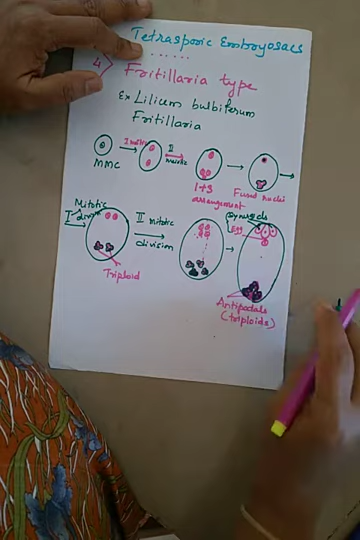 Tetrasporic Embryosacs
4> Fritillaria type
Ex Lilium bulbiferum
Fritillaria
I meiotic
II
meiotic
MMC
1+3
arrangement
Fused nuclei
Mitotic
I division
II mitotic
division
Triploid
Synergids
Egg
Antipodals
(triploids)